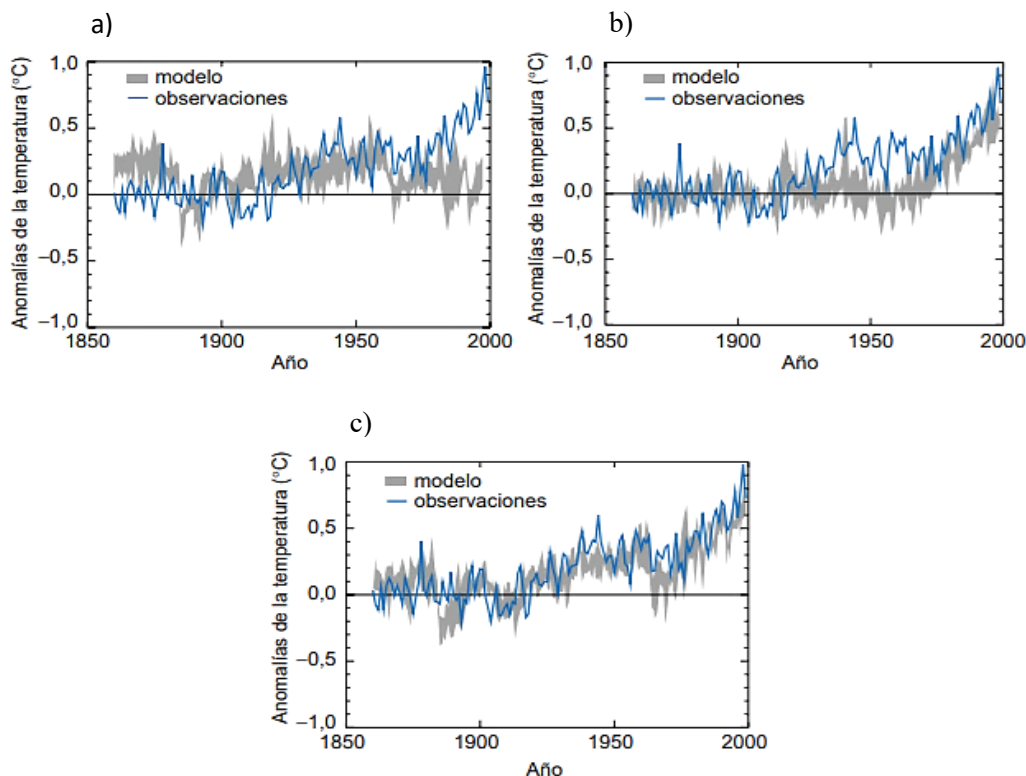 a)
Anomalías de la temperatura (°C)
1,0
0,5
0,0
−0,5
−1,0
modelo
observaciones
1850
1900
1950
2000
Año
b)
Anomalías de la temperatura (°C)
1,0
0,5
0,0
−0,5
−1,0
modelo
observaciones
1850
1900
1950
2000
Año
c)
Anomalías de la temperatura (°C)
1,0
0,5
0,0
−0,5
−1,0
modelo
observaciones
1850
1900
1950
2000
Año